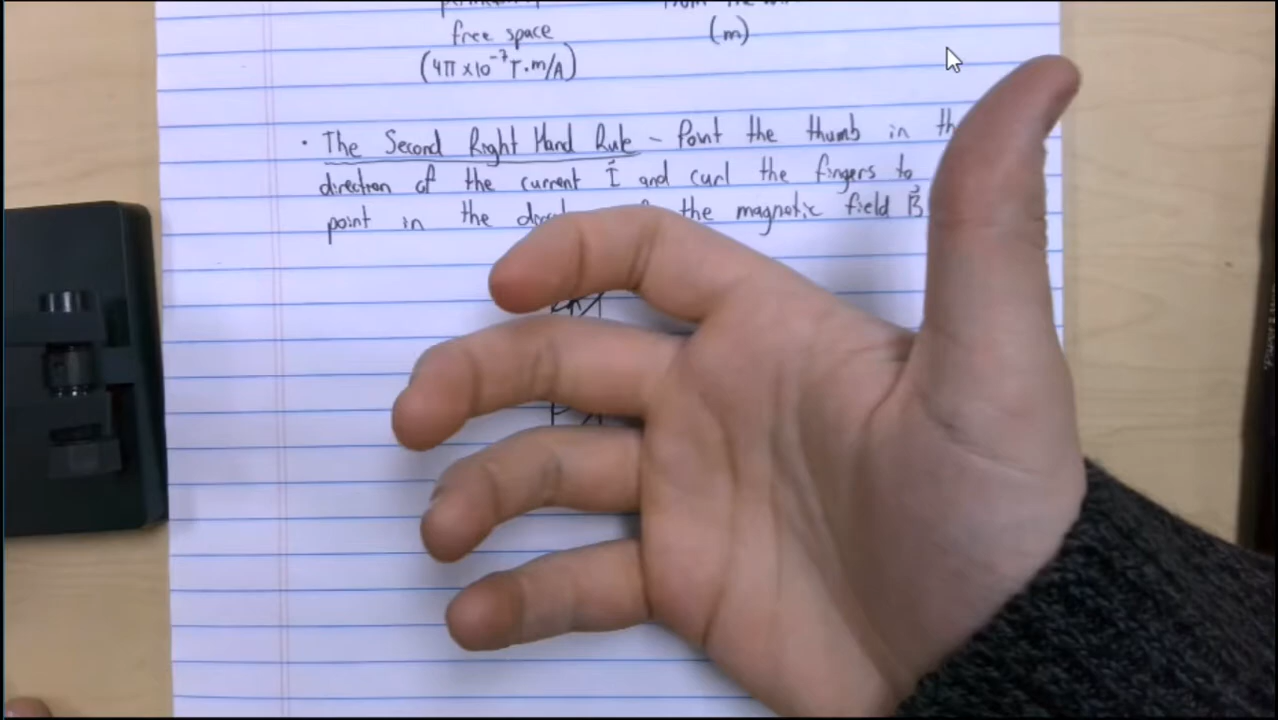 free space
(m)
(4π×10⁻⁷ T·m/A)
· The Second Right Hand Rule – Point the thumb in
direction of the current I⃗ and curl the fingers to
point in the the magnetic field B⃗